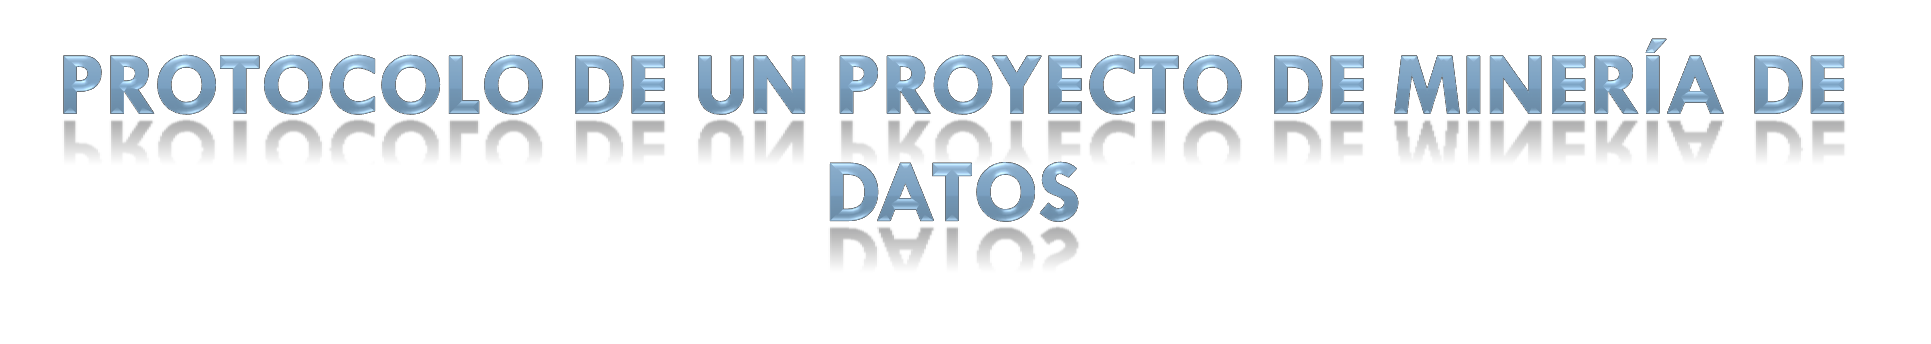 PROTOCOLO DE UN PROYECTO DE MINERÍA DE
DATOS